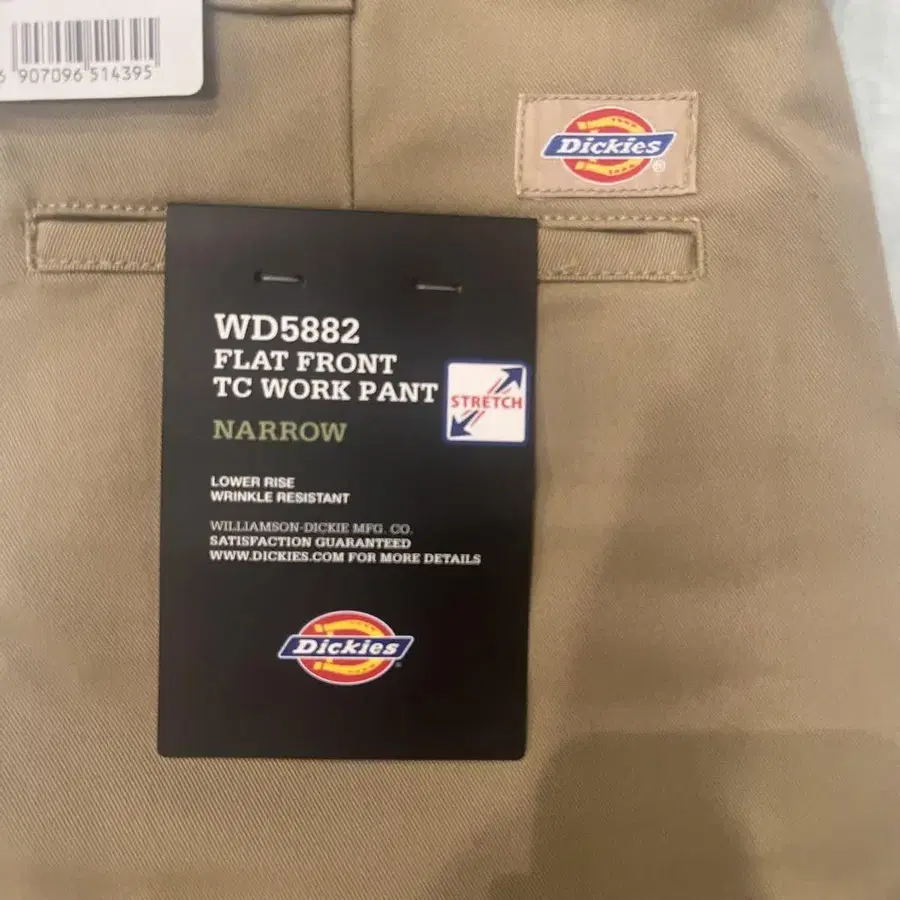 6 907096 514395
Dickies
®
WD5882
FLAT FRONT
TC WORK PANT
STRETCH
NARROW
LOWER RISE
WRINKLE RESISTANT
WILLIAMSON-DICKIE MFG. CO.
SATISFACTION GUARANTEED
WWW.DICKIES.COM FOR MORE DETAILS
Dickies